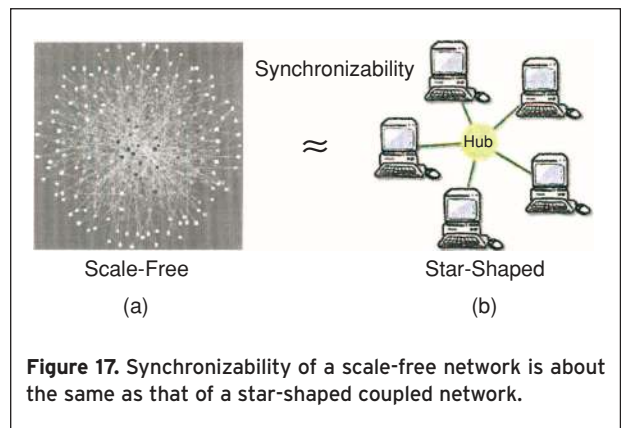 Synchronizability
≈
Hub
Scale-Free
Star-Shaped
(a)
(b)
Figure 17. Synchronizability of a scale-free network is about
the same as that of a star-shaped coupled network.